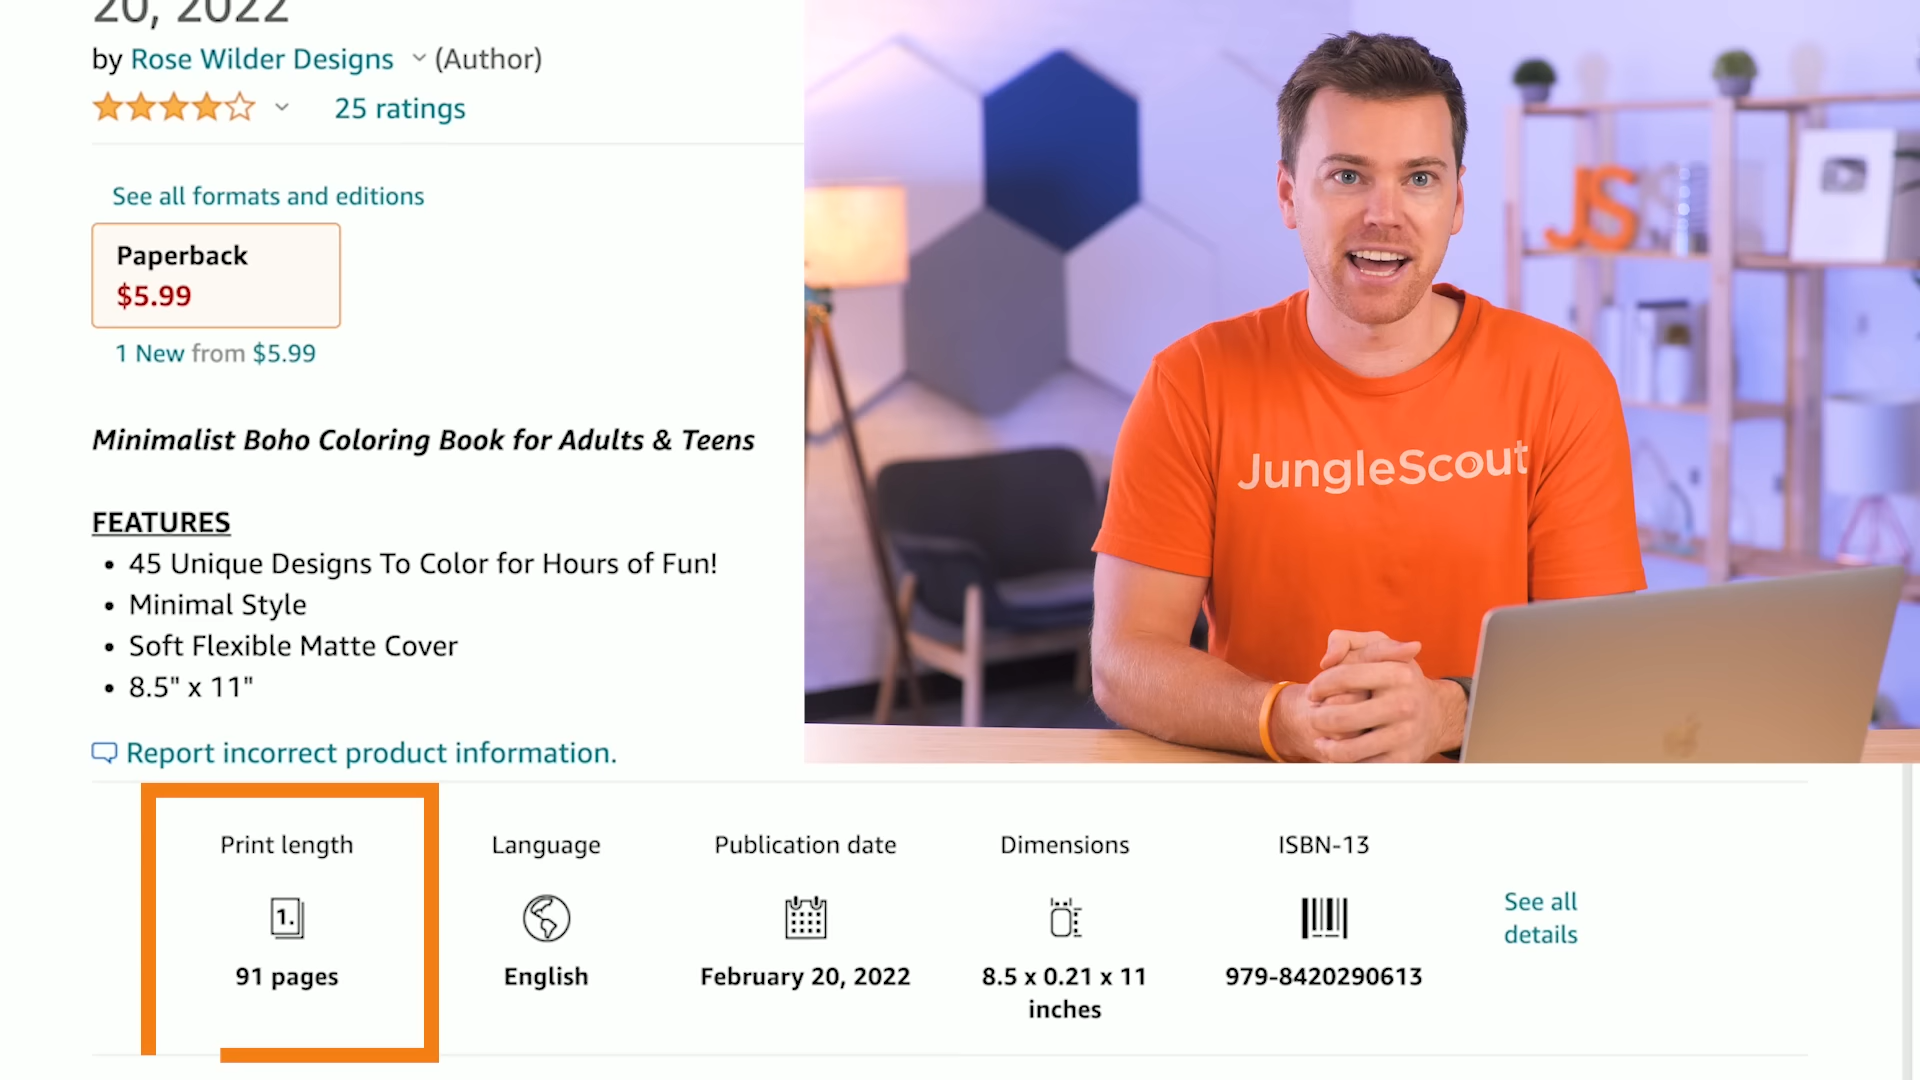 20, 2022
by Rose Wilder Designs (Author)
25 ratings
See all formats and editions
Paperback
$5.99
1 New from $5.99
Minimalist Boho Coloring Book for Adults & Teens
FEATURES
• 45 Unique Designs To Color for Hours of Fun!
• Minimal Style
• Soft Flexible Matte Cover
• 8.5" x 11"
Report incorrect product information.
JS
JungleScout
Print length
Language
Publication date
Dimensions
ISBN-13
1.
91 pages
English
February 20, 2022
8.5 x 0.21 x 11
inches
979-8420290613
See all
details